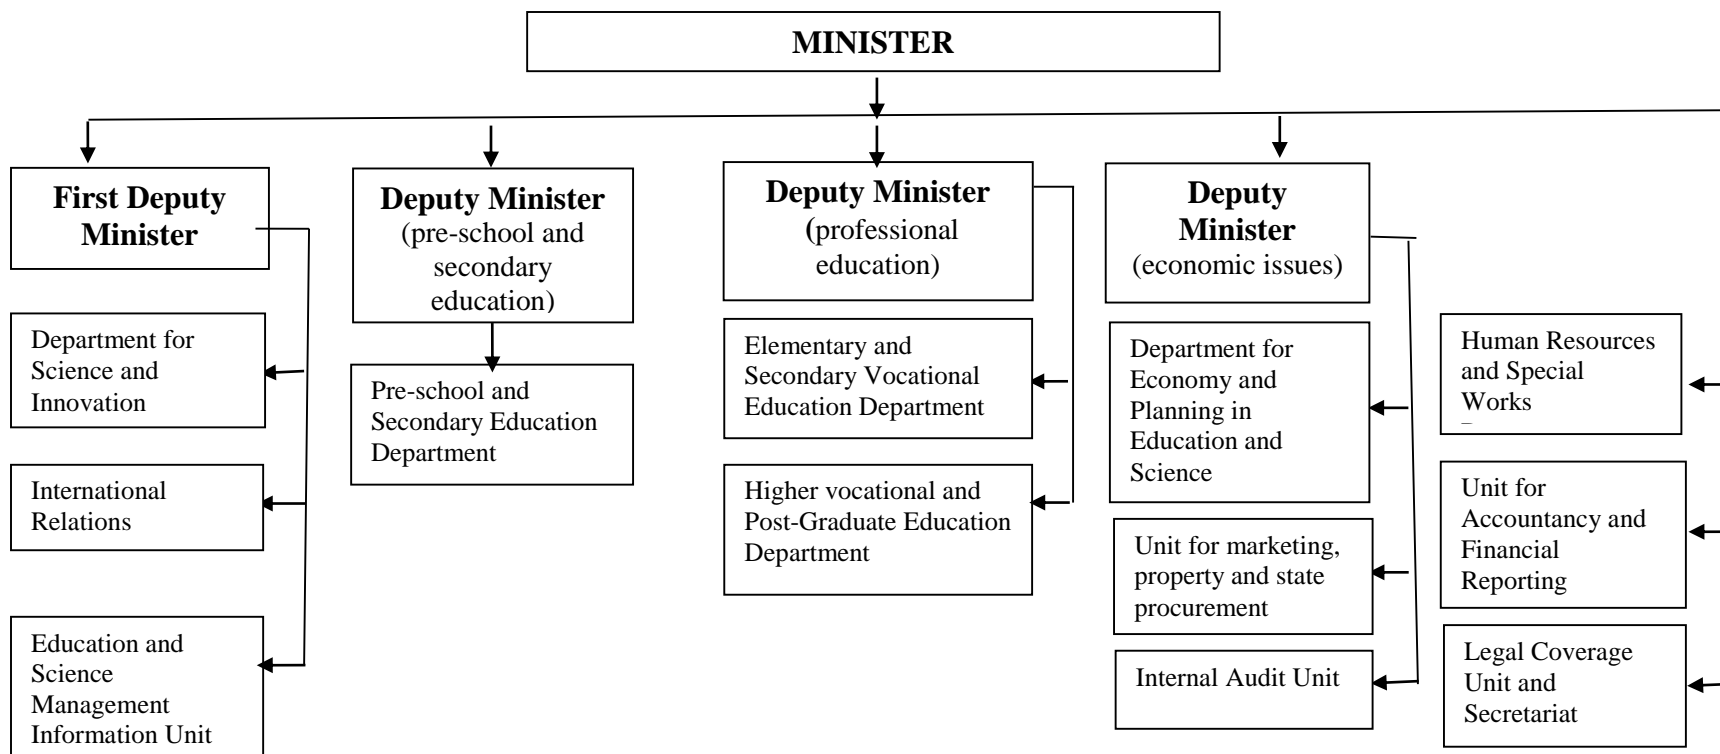 MINISTER
First Deputy
Minister
Department for
Science and
Innovation
International
Relations
Education and
Science
Management
Information Unit
Deputy Minister
(pre-school and
secondary
education)
Pre-school and
Secondary Education
Department
Deputy Minister
(professional
education)
Elementary and
Secondary Vocational
Education Department
Higher vocational and
Post-Graduate Education
Department
Deputy
Minister
(economic issues)
Department for
Economy and
Planning in
Education and
Science
Unit for marketing,
property and state
procurement
Internal Audit Unit
Human Resources
and Special
Works
Unit for
Accountancy and
Financial
Reporting
Legal Coverage
Unit and
Secretariat